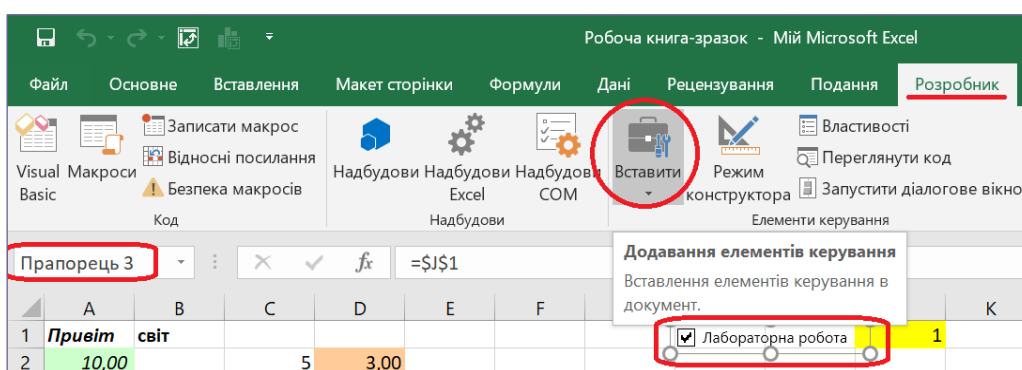 Робоча книга-зразок - Мій Microsoft Excel
Файл Основне Вставлення Макет сторінки Формули Дані Рецензування Подання Розробник
Visual Basic
Макроси
Записати макрос
Відносні посилання
Безпека макросів
Код
Надбудови
Надбудови Excel
Надбудови COM
Надбудови
Вставити
Режим конструктора
Властивості
Переглянути код
Запустити діалогове вікно
Елементи керування
Прапорець 3 fx =$J$1
Додавання елементів керування
Вставлення елементів керування в
документ.
A B C D E F K
1 Привіт світ Лабораторна робота 1
2 10,00 5 3,00